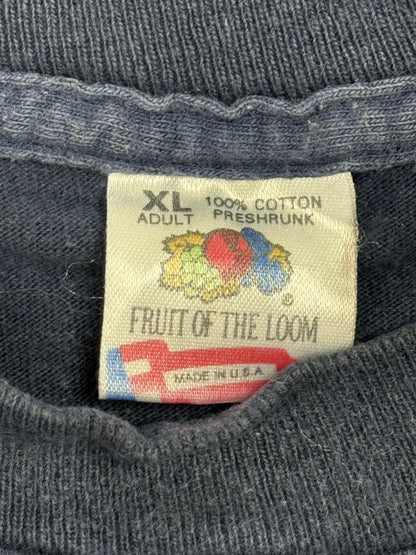 XL 100% COTTON
ADULT PRESHRUNK
®
FRUIT OF THE LOOM
MADE IN U.S.A.